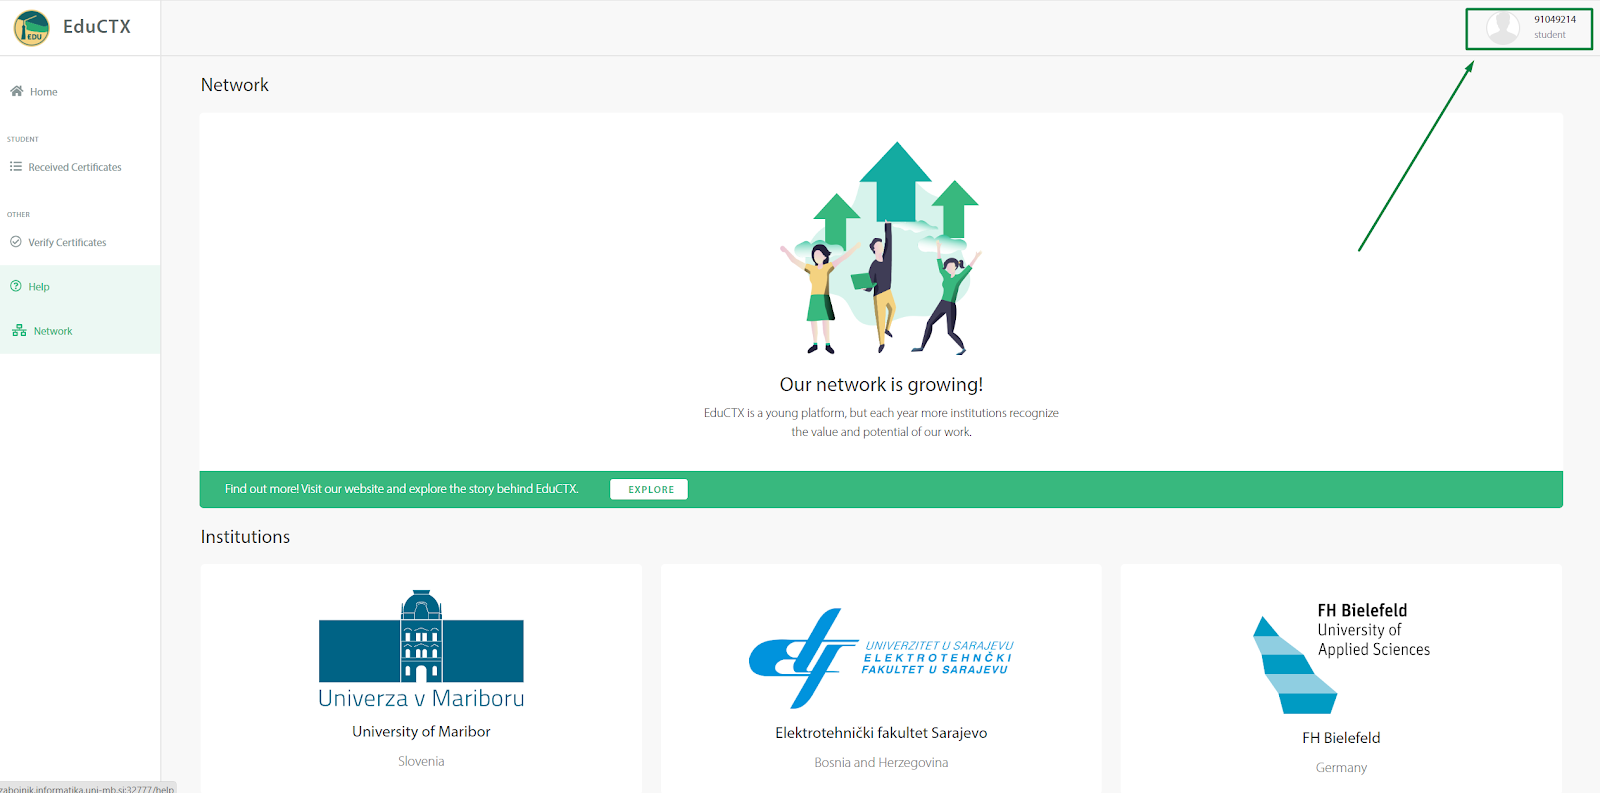 EDU
EduCTX
91049214
student
Home
STUDENT
Received Certificates
OTHER
Verify Certificates
Help
Network
Network
Our network is growing!
EduCTX is a young platform, but each year more institutions recognize
the value and potential of our work.
Find out more! Visit our website and explore the story behind EduCTX.
EXPLORE
Institutions
Univerza v Mariboru
University of Maribor
Slovenia
UNIVERZITET U SARAJEVU
ELEKTROTEHNČKI
FAKULTET U SARAJEVU
Elektrotehnički fakultet Sarajevo
Bosnia and Herzegovina
FH Bielefeld
University of
Applied Sciences
FH Bielefeld
Germany
zabojnik.informatika.uni-mb.si:32777/help